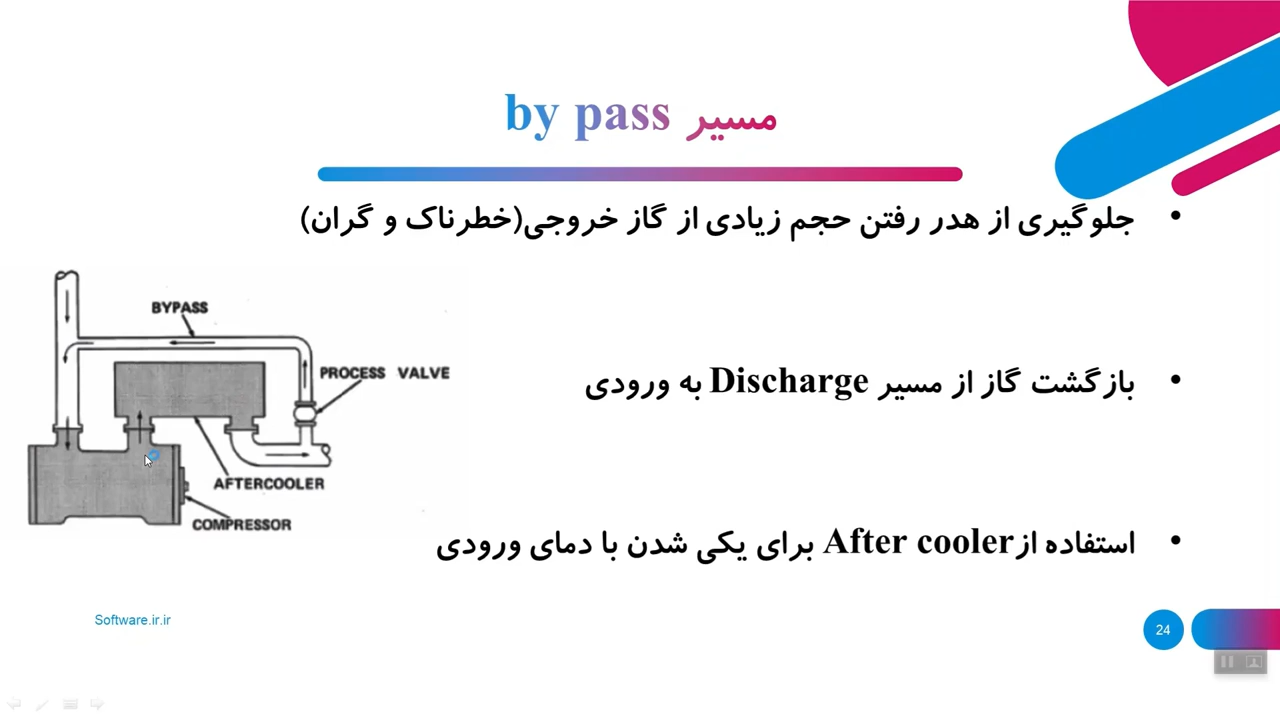 مسیر by pass
• جلوگیری از هدر رفتن حجم زیادی از گاز خروجی(خطرناک و گران)
BYPASS
PROCESS VALVE
• بازگشت گاز از مسیر Discharge به ورودی
AFTERCOOLER
COMPRESSOR
• استفاده از After cooler برای یکی شدن با دمای ورودی
Software.ir.ir
24